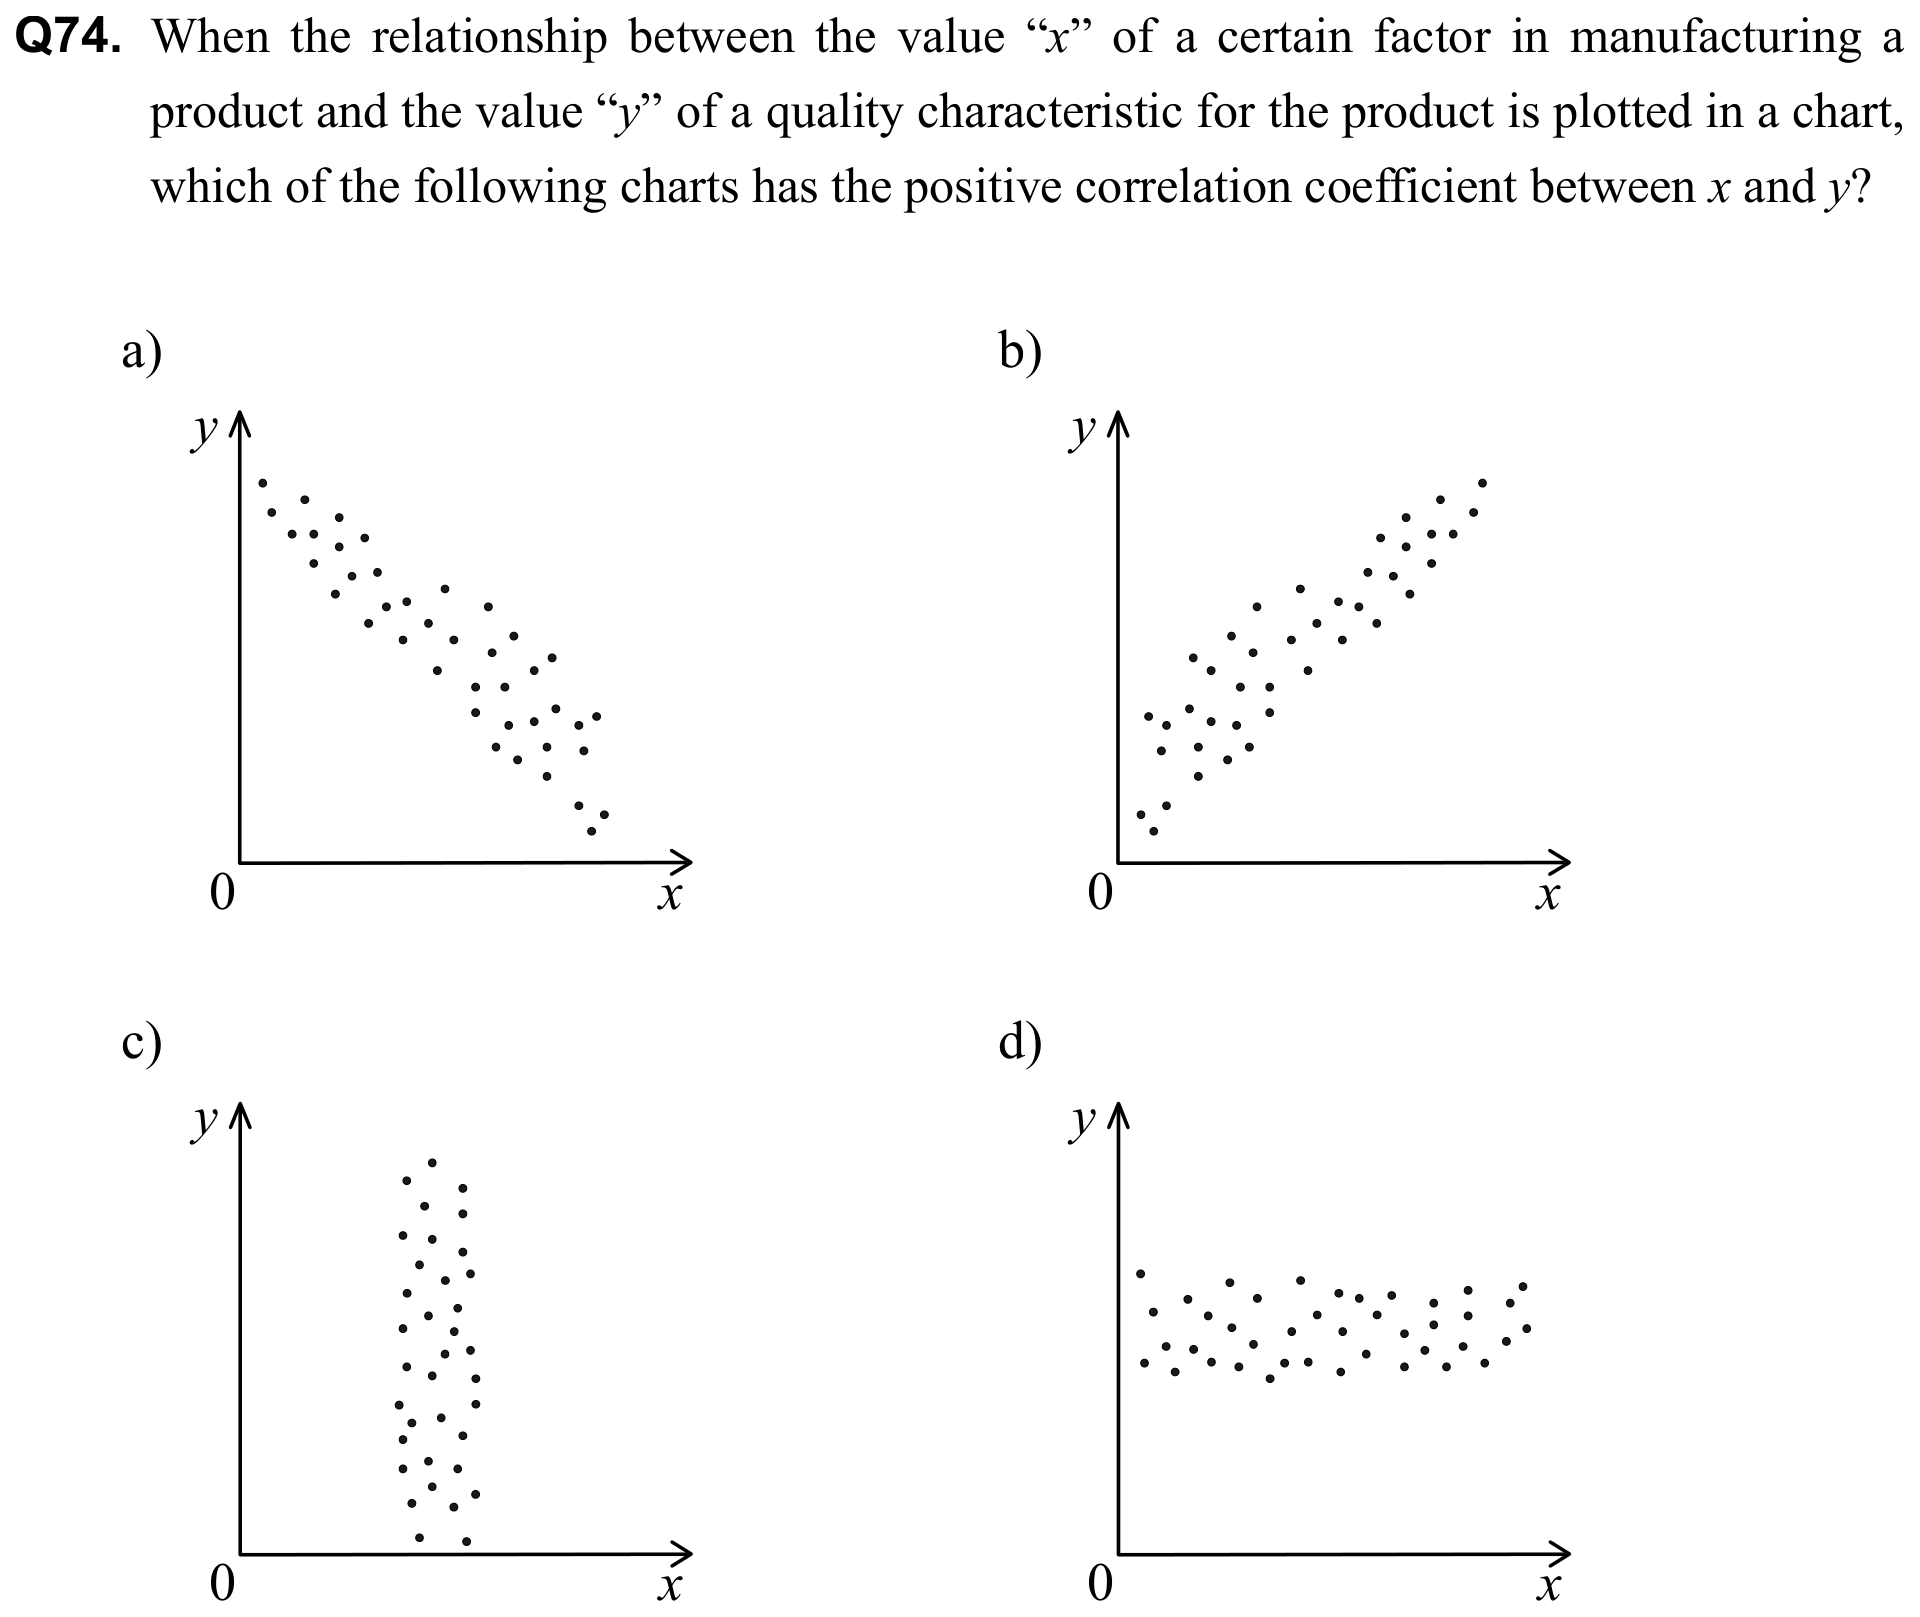 Q74. When the relationship between the value “x” of a certain factor in manufacturing a
product and the value “y” of a quality characteristic for the product is plotted in a chart,
which of the following charts has the positive correlation coefficient between x and y?
a)
b)
y
y
0
x
0
x
c)
d)
y
y
0
x
0
x